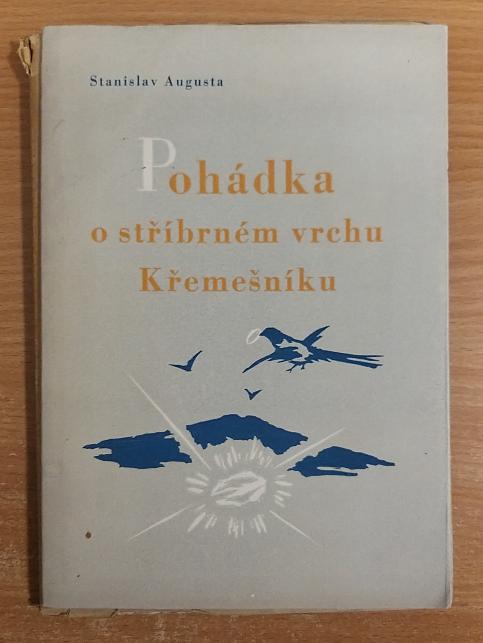 Stanislav Augusta
Pohádka
o stříbrném vrchu
Křemešníku